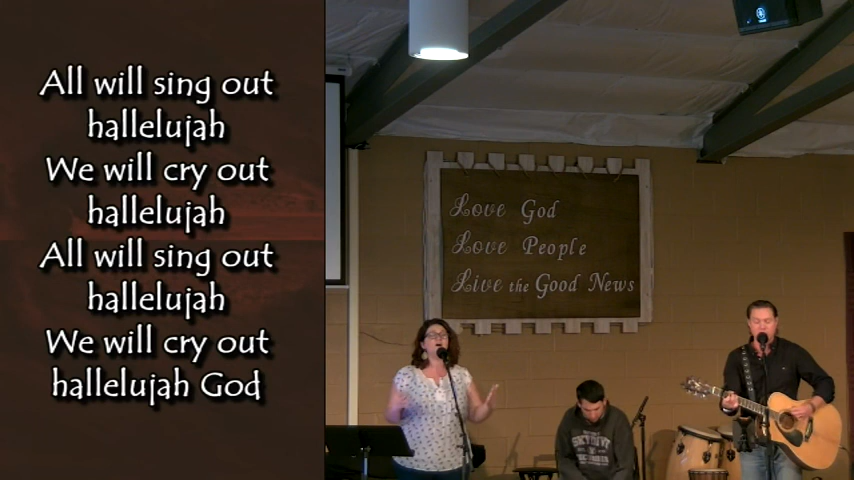 All will sing out
hallelujah
We will cry out
hallelujah
All will sing out
hallelujah
We will cry out
hallelujah God
Love God
Love People
Live the Good News